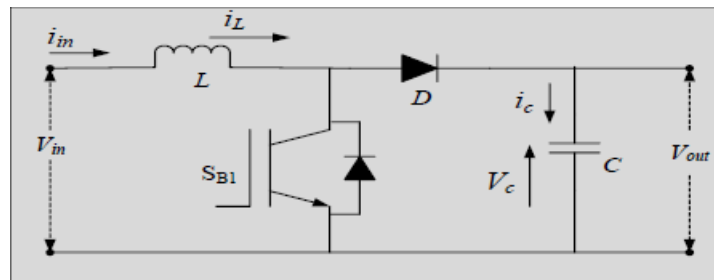 i_in
i_L
L
D
i_c
V_in
S_B1
V_c
C
V_out